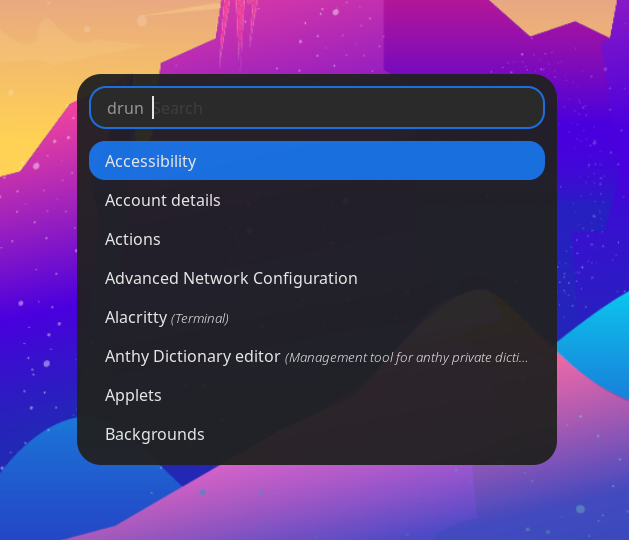 drun Search
Accessibility
Account details
Actions
Advanced Network Configuration
Alacritty (Terminal)
Anthy Dictionary editor (Management tool for anthy private dicti...
Applets
Backgrounds